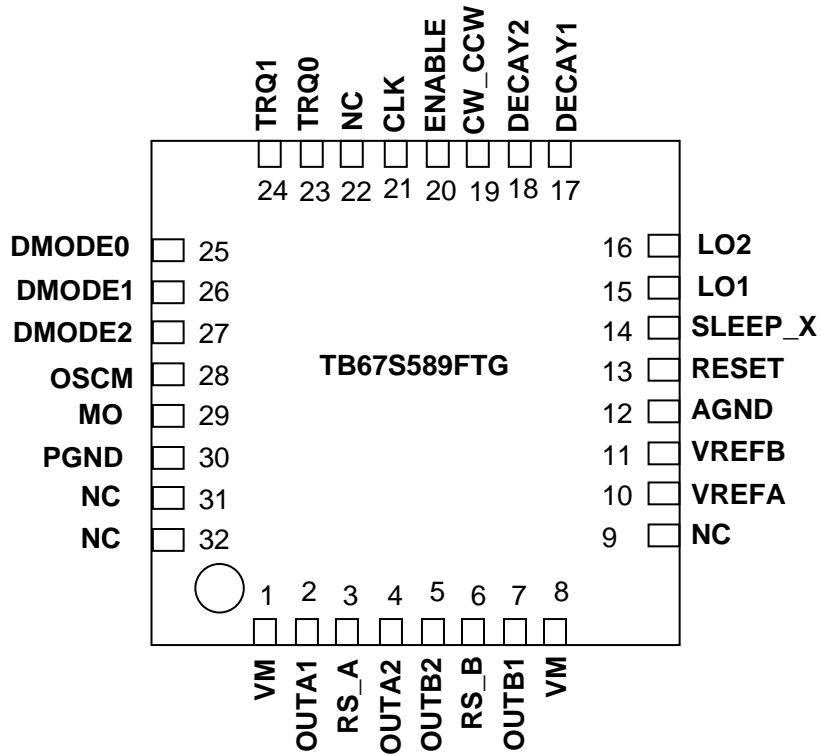 TRQ1
TRQ0
NC
CLK
ENABLE
CW_CCW
DECAY2
DECAY1
24 23 22 21 20 19 18 17
DMODE0 25
DMODE1 26
DMODE2 27
OSCM 28
MO 29
PGND 30
NC 31
NC 32
TB67S589FTG
16 LO2
15 LO1
14 SLEEP_X
13 RESET
12 AGND
11 VREFB
10 VREFA
9 NC
1 2 3 4 5 6 7 8
VM
OUTA1
RS_A
OUTA2
OUTB2
RS_B
OUTB1
VM